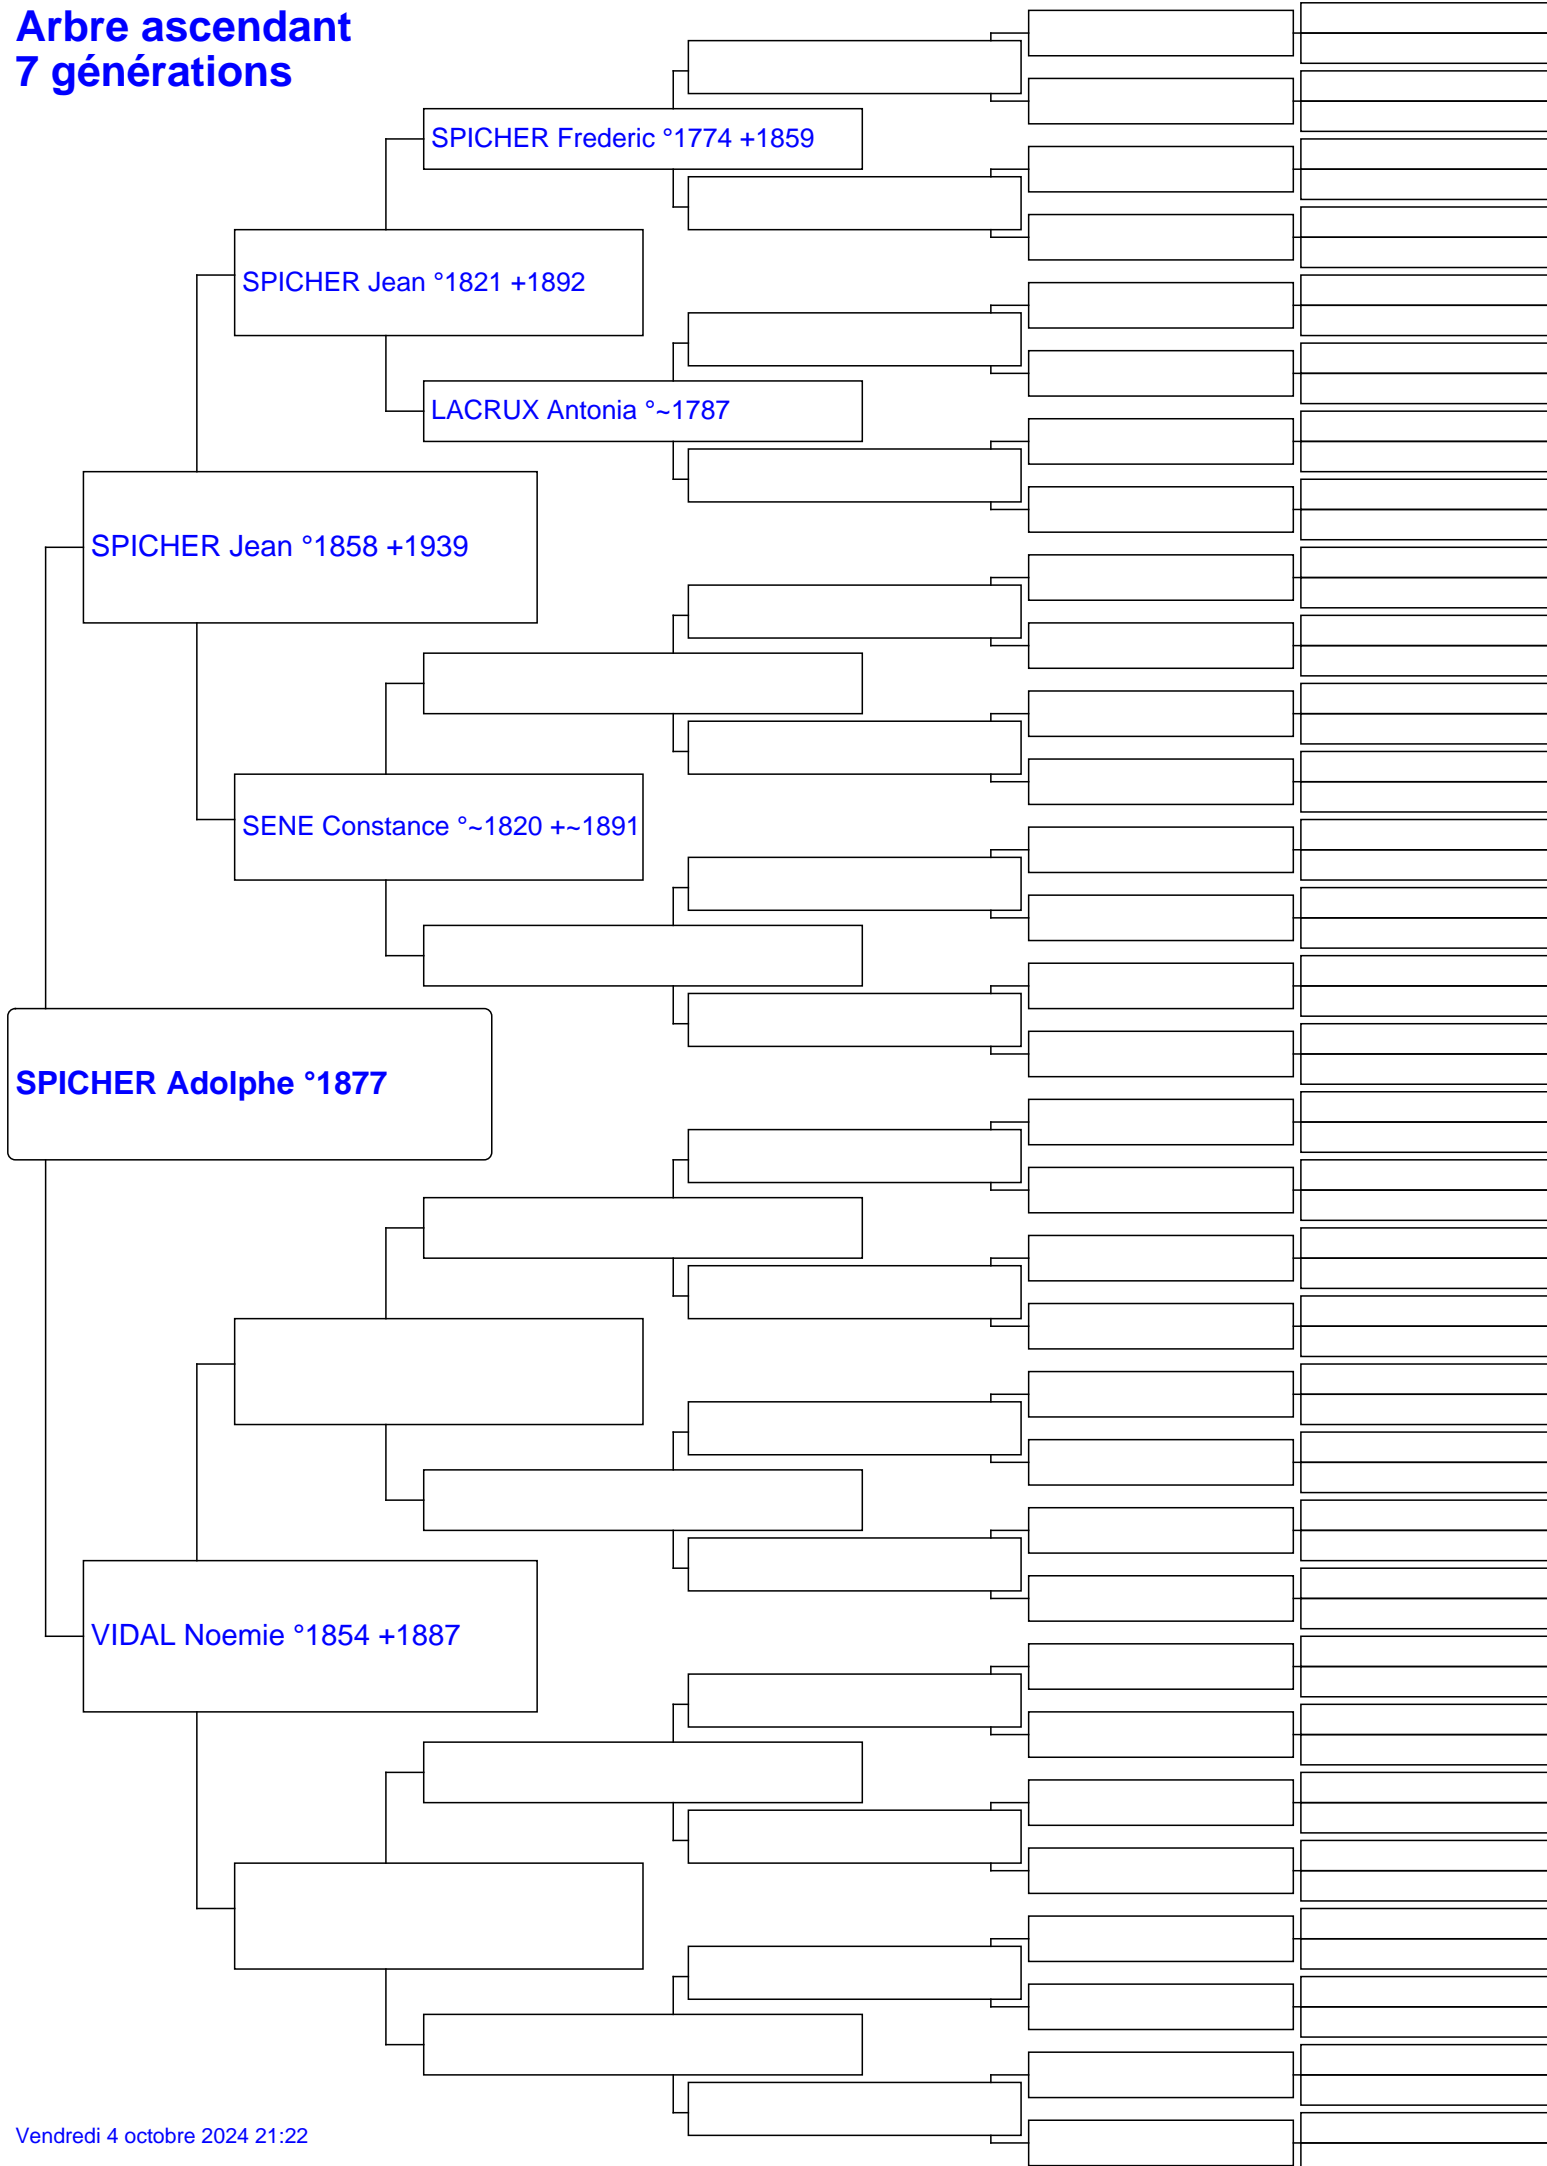 Arbre ascendant
7 générations
SPICHER Frederic °1774 +1859
SPICHER Jean °1821 +1892
LACRUX Antonia °~1787
SPICHER Jean °1858 +1939
SENE Constance °~1820 +~1891
SPICHER Adolphe °1877
VIDAL Noemie °1854 +1887
Vendredi 4 octobre 2024 21:22